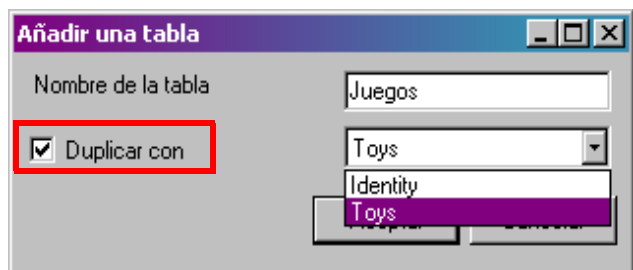 Añadir una tabla
Nombre de la tabla
Juegos
Duplicar con
Toys
Identity
Toys